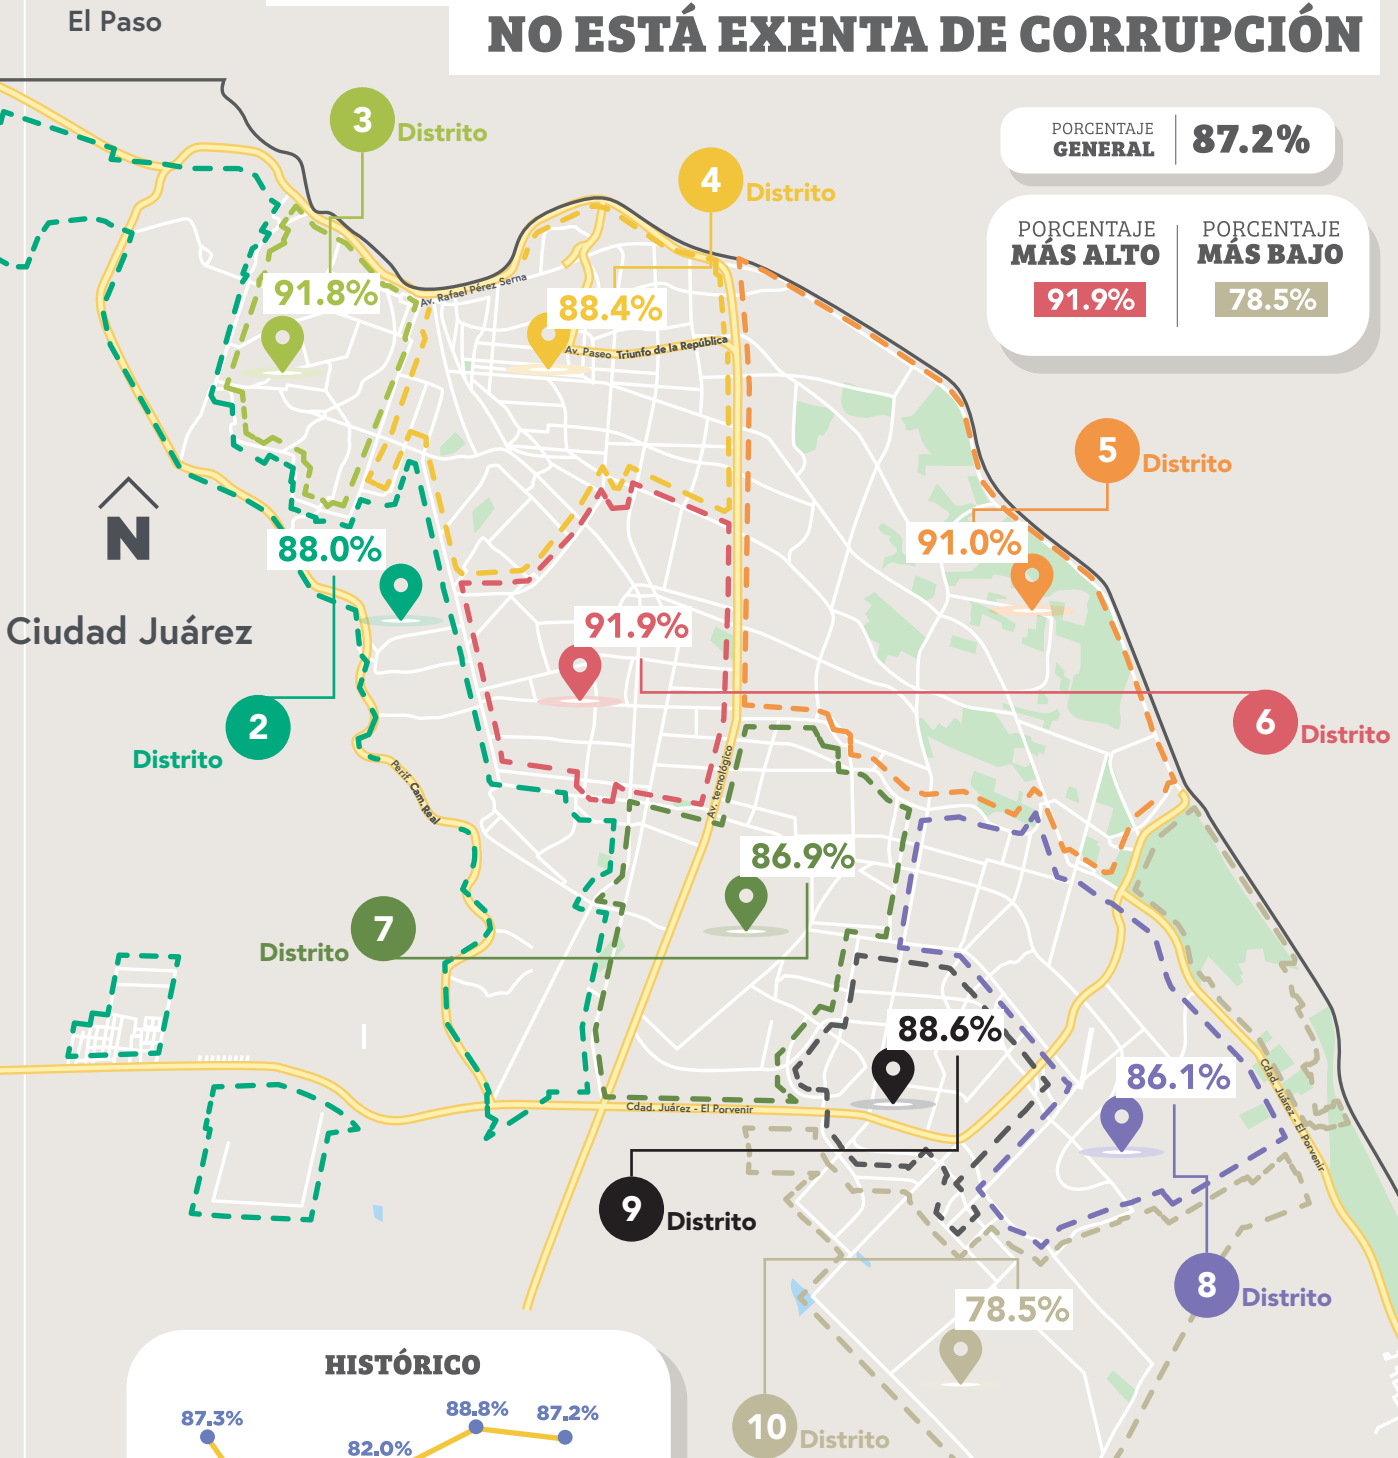 El Paso
NO ESTÁ EXENTA DE CORRUPCIÓN
3
Distrito
PORCENTAJE
GENERAL
87.2%
4
Distrito
PORCENTAJE
MÁS ALTO
91.9%
PORCENTAJE
MÁS BAJO
78.5%
91.8%
Av. Rafael Pérez Serna
88.4%
Av. Paseo Triunfo de la República
5
Distrito
N
88.0%
91.0%
Ciudad Juárez
91.9%
2
Distrito
6
Distrito
Perif. Cam. Real
Av. tecnológico
86.9%
7
Distrito
88.6%
86.1%
Cdad. Juárez - El Porvenir
Cdad. Juárez - El Porvenir
9
Distrito
8
Distrito
78.5%
10
Distrito
HISTÓRICO
87.3%
82.0%
88.8%
87.2%